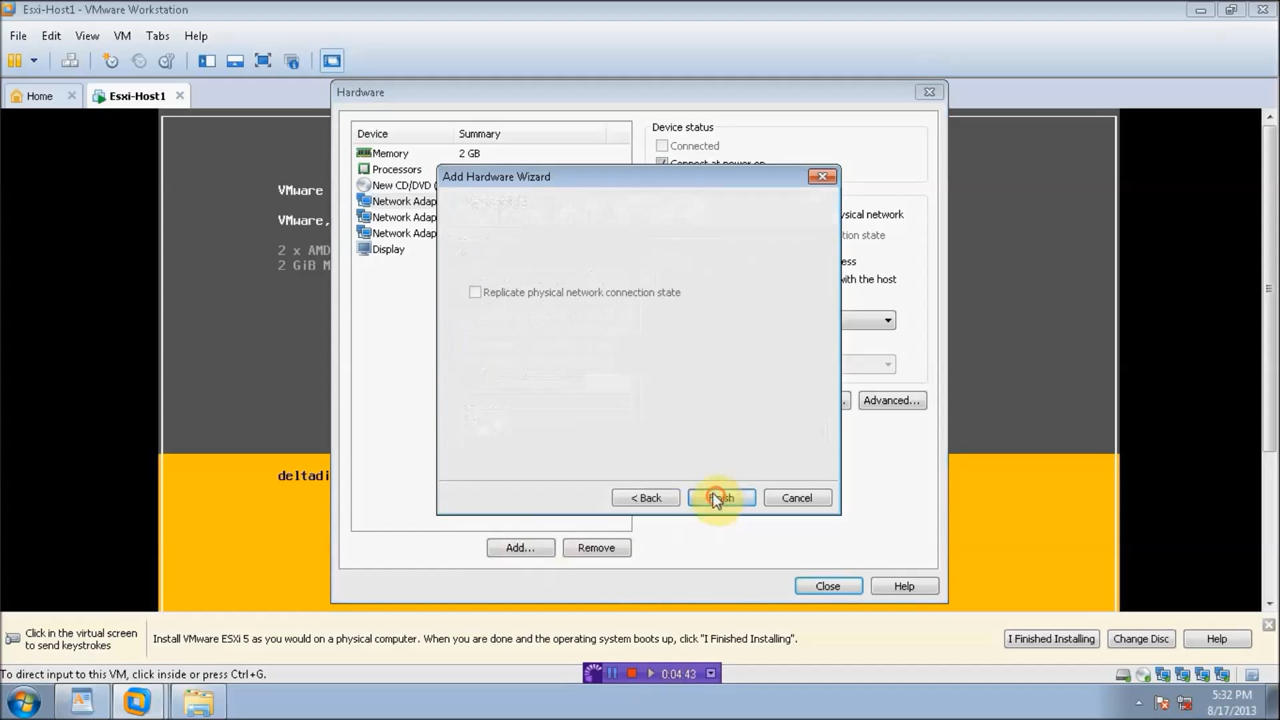 Esxi-Host1 - VMware Workstation
File Edit View VM Tabs Help
Home Esxi-Host1
Hardware
Device Summary
Memory 2 GB
Processors
New CD/DVD (
Network Adap
Network Adap
Network Adap
Display
Device status
Connected
Connect at power on
ysical network
ction state
ess
with the host
Advanced...
Add Hardware Wizard
Replicate physical network connection state
< Back Finish Cancel
Add... Remove
Close Help
VMware
VMware,
2 x AMD
2 GiB M
deltadi
Click in the virtual screen
to send keystrokes
Install VMware ESXi 5 as you would on a physical computer. When you are done and the operating system boots up, click "I Finished Installing".
I Finished Installing Change Disc Help
To direct input to this VM, click inside or press Ctrl+G.
0:04:43
5:32 PM
8/17/2013